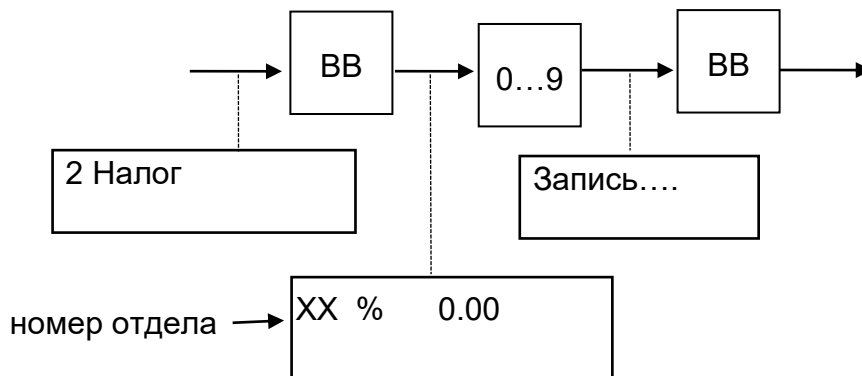 ВВ
0…9
ВВ
2 Налог
Запись….
XX % 0.00
номер отдела